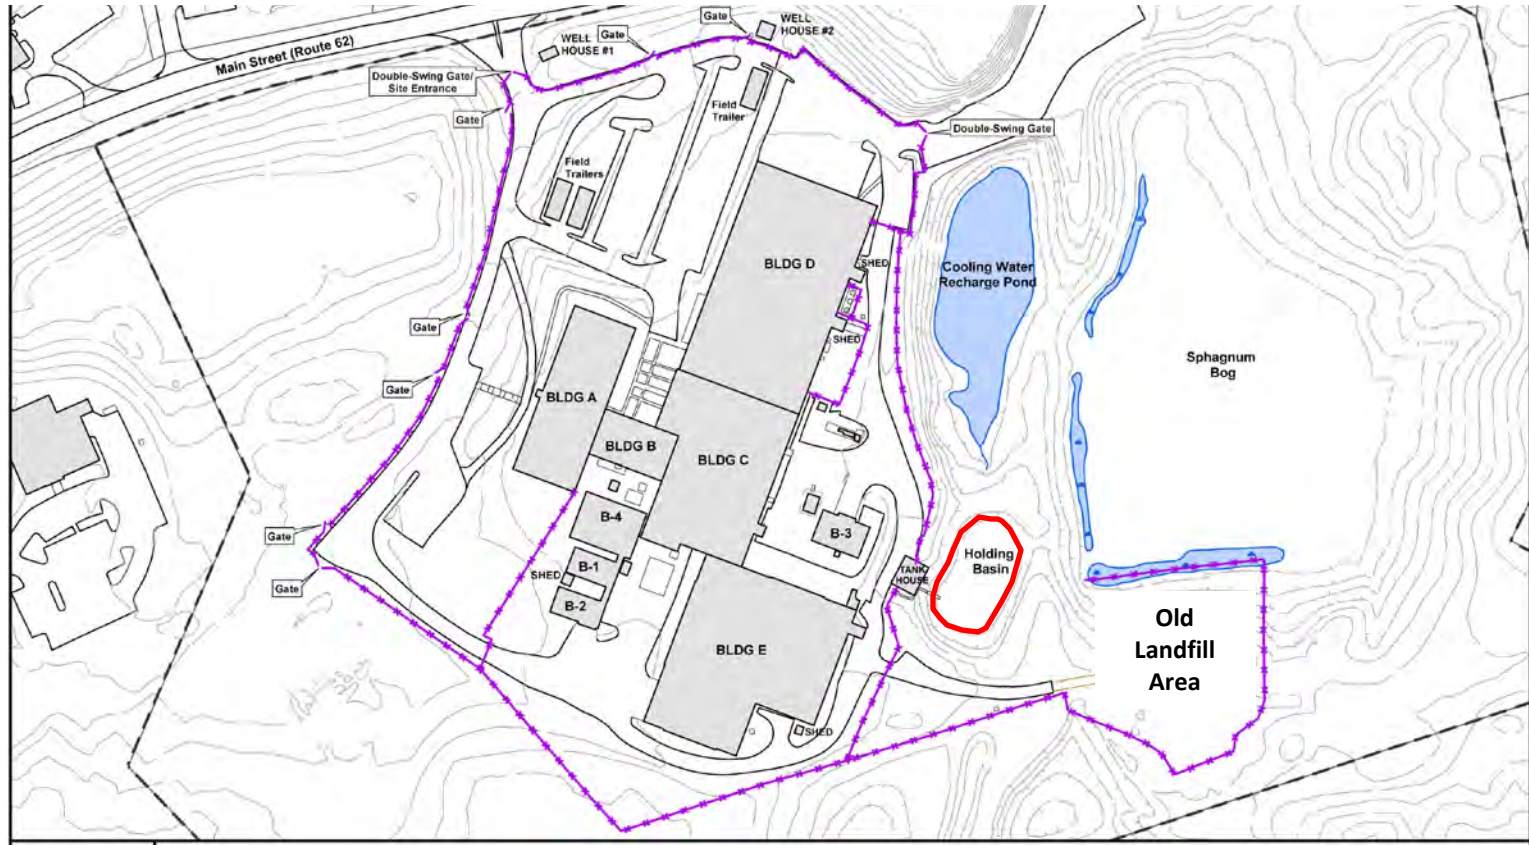 Gate
WELL
HOUSE #2
WELL
HOUSE #1
Gate
Main Street (Route 62)
Double-Swing Gate/
Site Entrance
Gate
Field
Trailer
Double-Swing Gate
Field
Trailers
BLDG D
SHED
Cooling Water
Recharge Pond
Gate
SHED
Sphagnum
Bog
Gate
BLDG A
BLDG B
BLDG C
B-4
B-3
Gate
Holding
Basin
B-1
SHED
TANK
HOUSE
Gate
B-2
Old
Landfill
Area
BLDG E
SHED